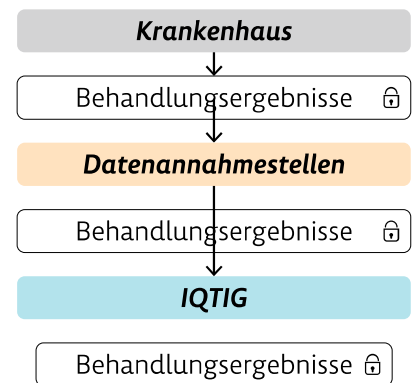 Krankenhaus
Behandlungsergebnisse
Datenannahmestellen
Behandlungsergebnisse
IQTIG
Behandlungsergebnisse